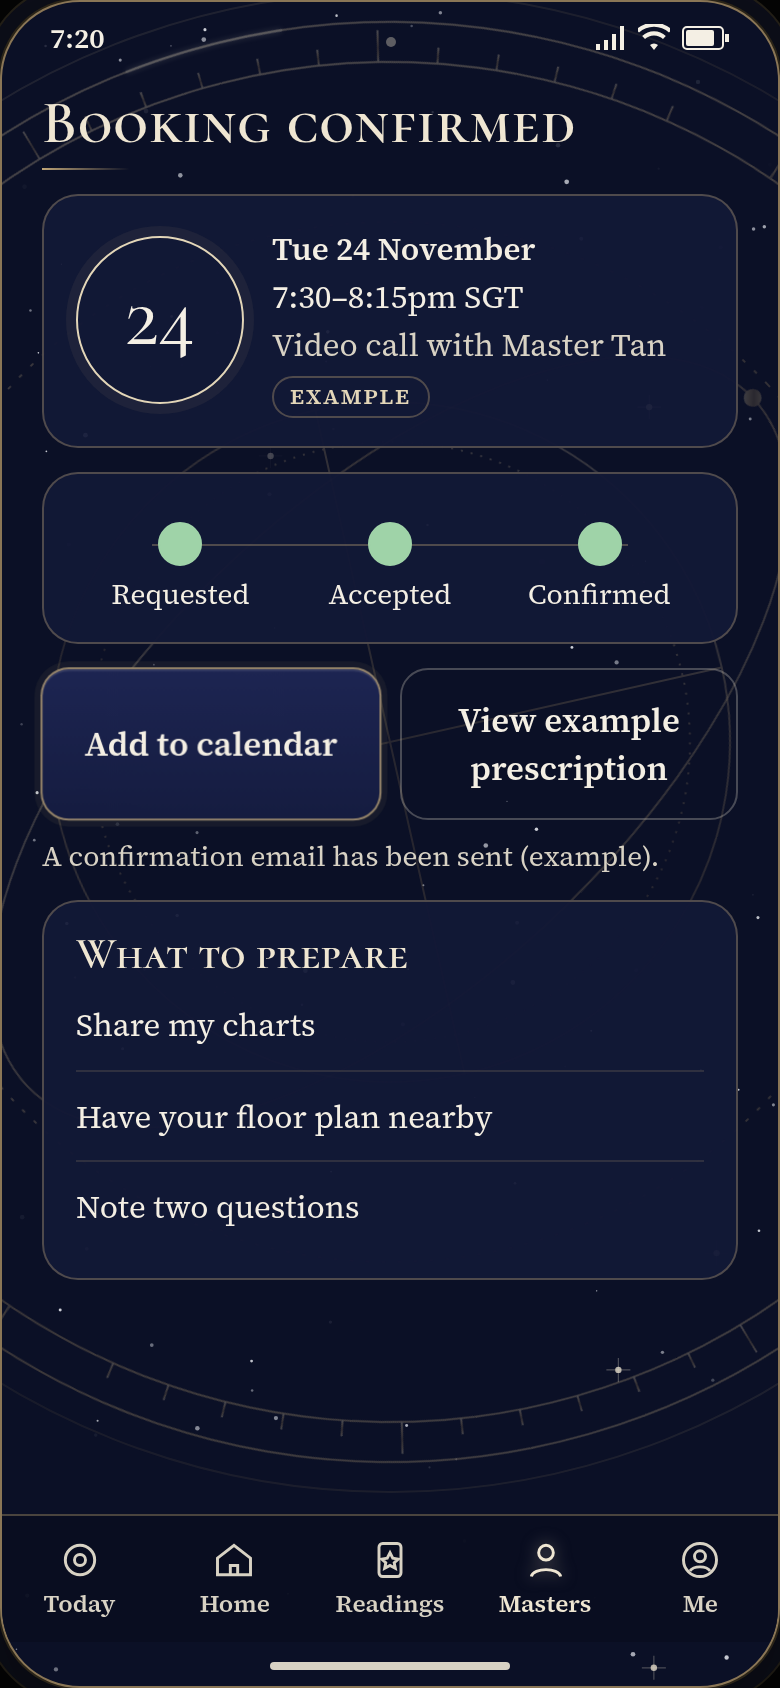 7:20
Booking confirmed
24
Tue 24 November
7:30–8:15pm SGT
Video call with Master Tan
EXAMPLE
Requested
Accepted
Confirmed
Add to calendar
View example
prescription
A confirmation email has been sent (example).
What to prepare
Share my charts
Have your floor plan nearby
Note two questions
Today
Home
Readings
Masters
Me